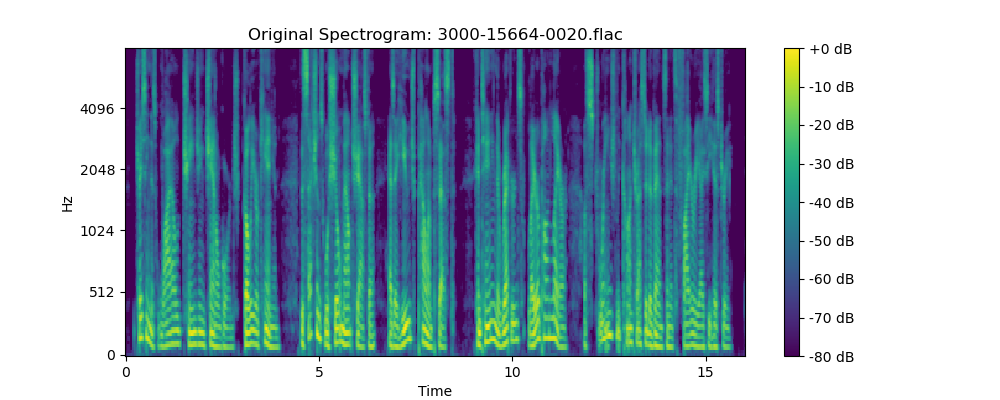 Original Spectrogram: 3000-15664-0020.flac
Hz
4096
2048
1024
512
0
0 5 10 15
Time
+0 dB
-10 dB
-20 dB
-30 dB
-40 dB
-50 dB
-60 dB
-70 dB
-80 dB